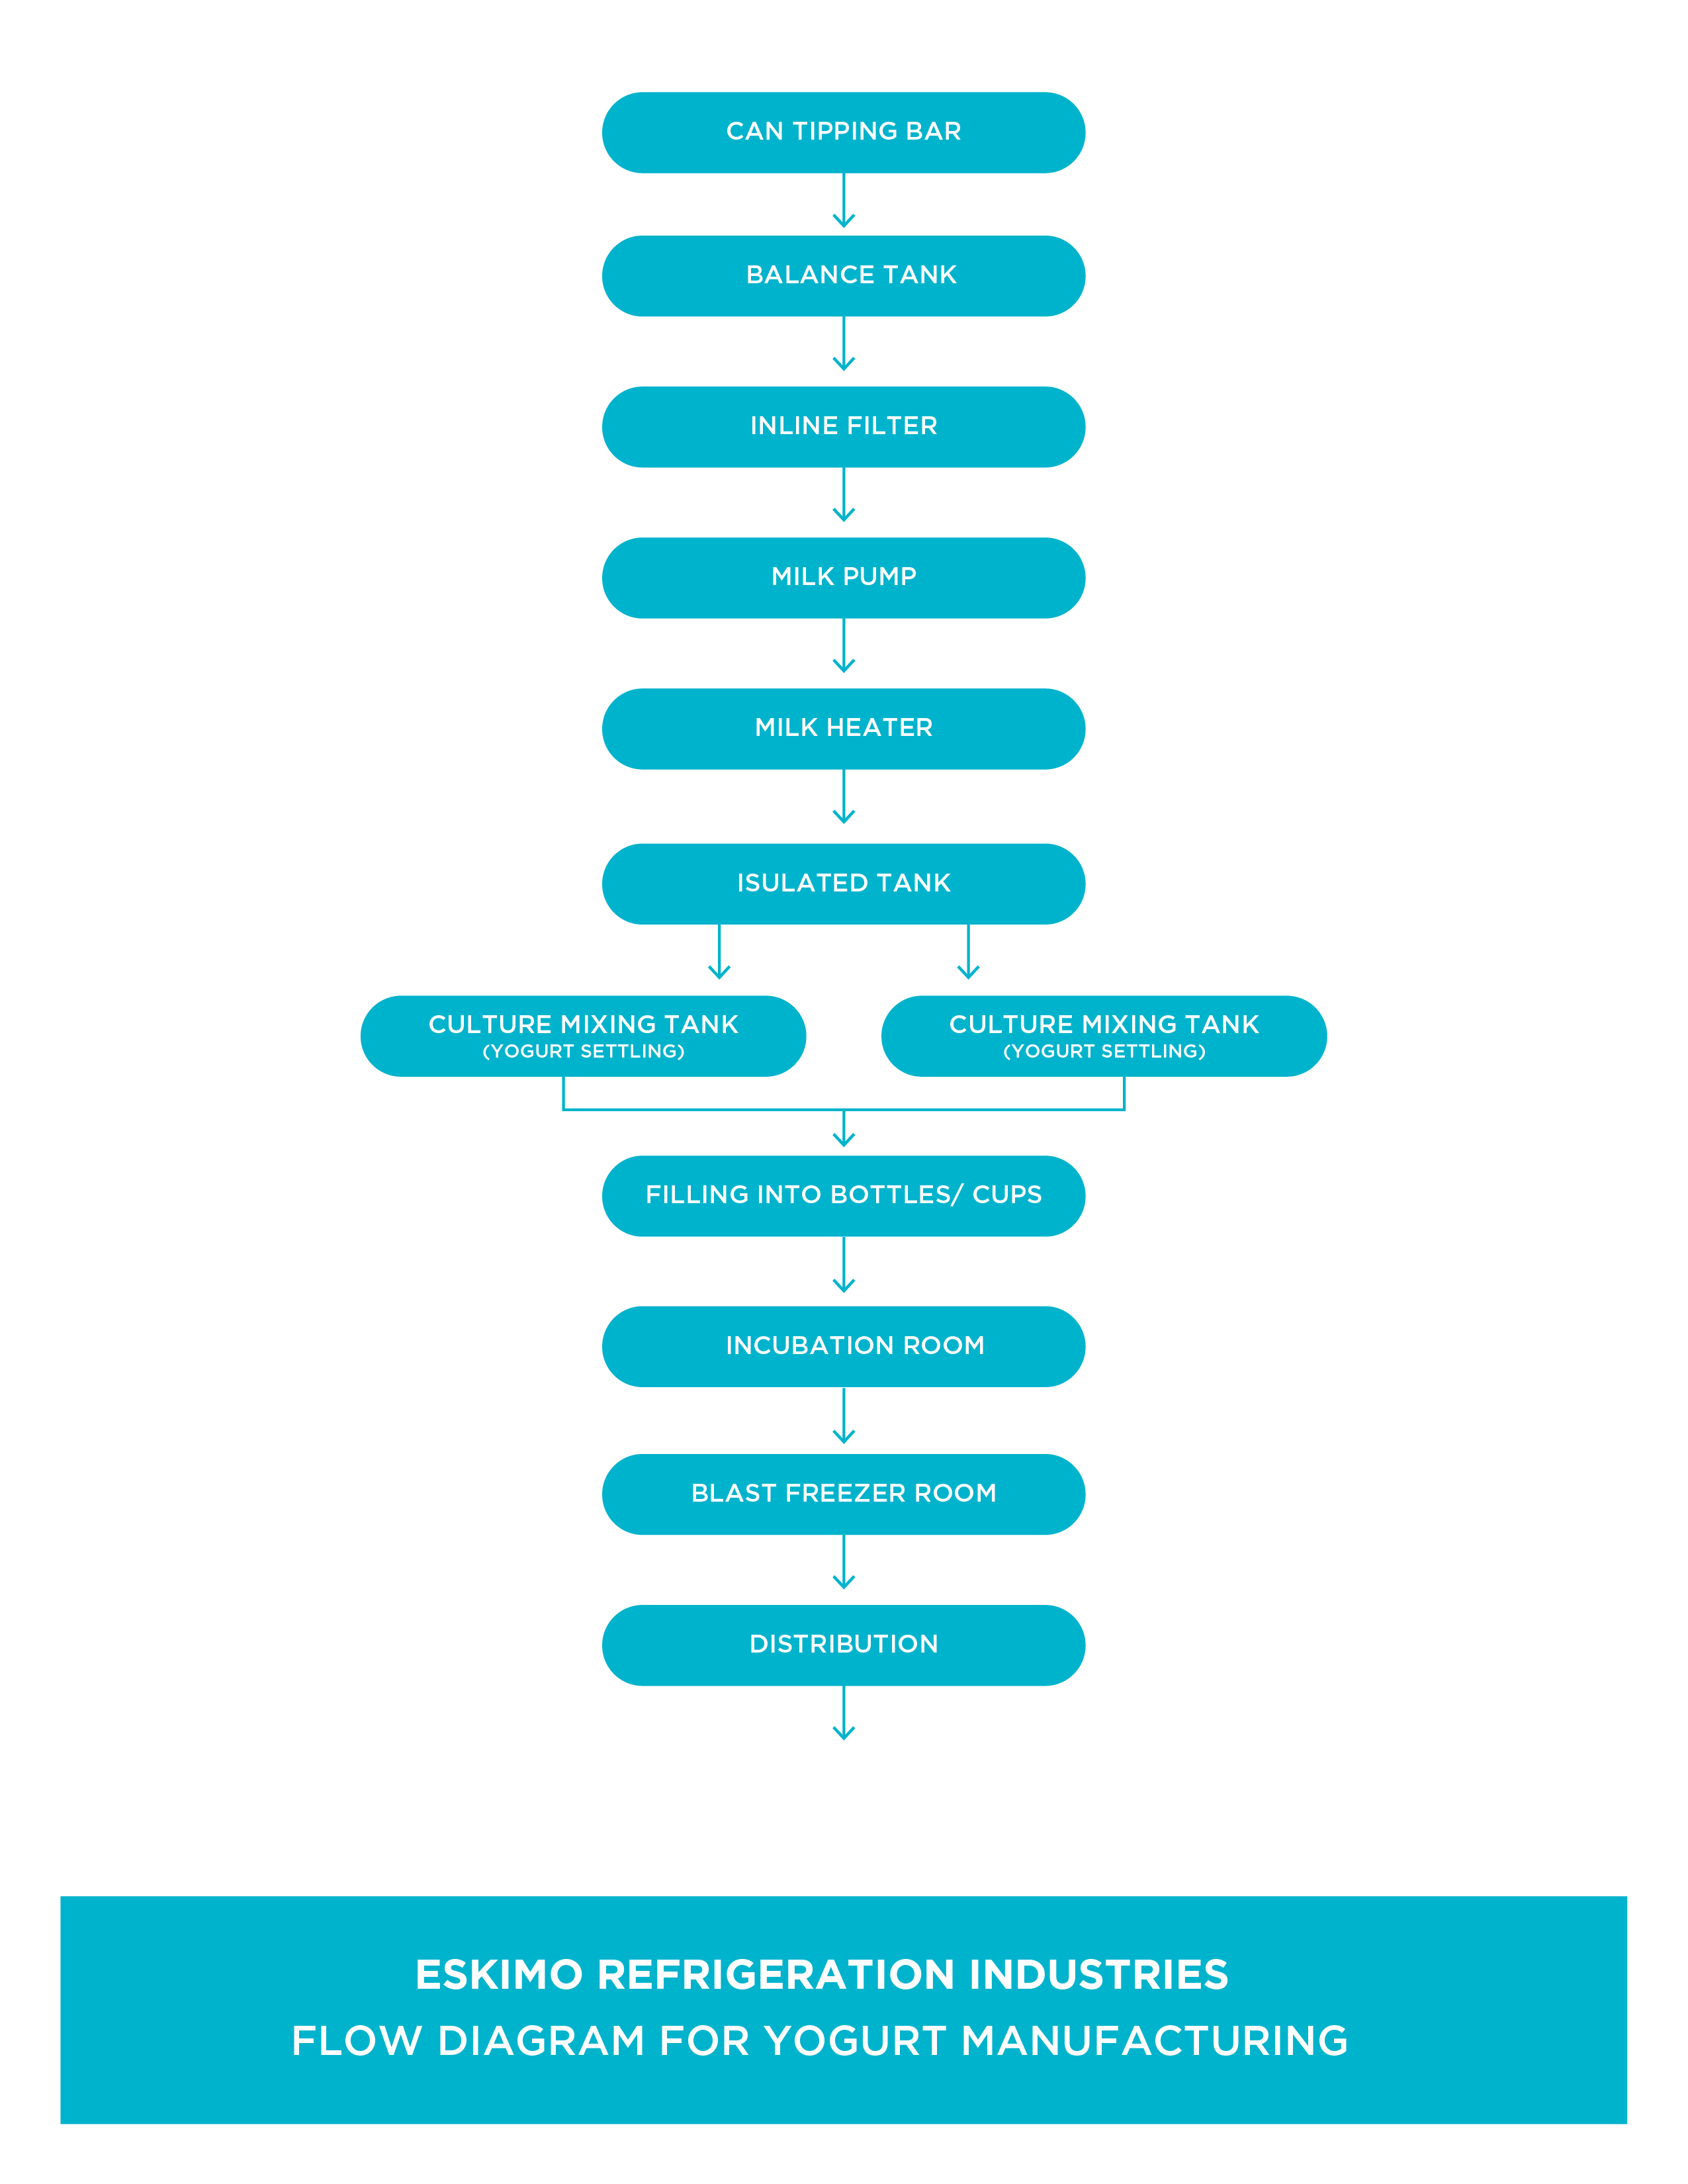 CAN TIPPING BAR
BALANCE TANK
INLINE FILTER
MILK PUMP
MILK HEATER
ISULATED TANK
CULTURE MIXING TANK
(YOGURT SETTLING)
CULTURE MIXING TANK
(YOGURT SETTLING)
FILLING INTO BOTTLES/ CUPS
INCUBATION ROOM
BLAST FREEZER ROOM
DISTRIBUTION
ESKIMO REFRIGERATION INDUSTRIES
FLOW DIAGRAM FOR YOGURT MANUFACTURING